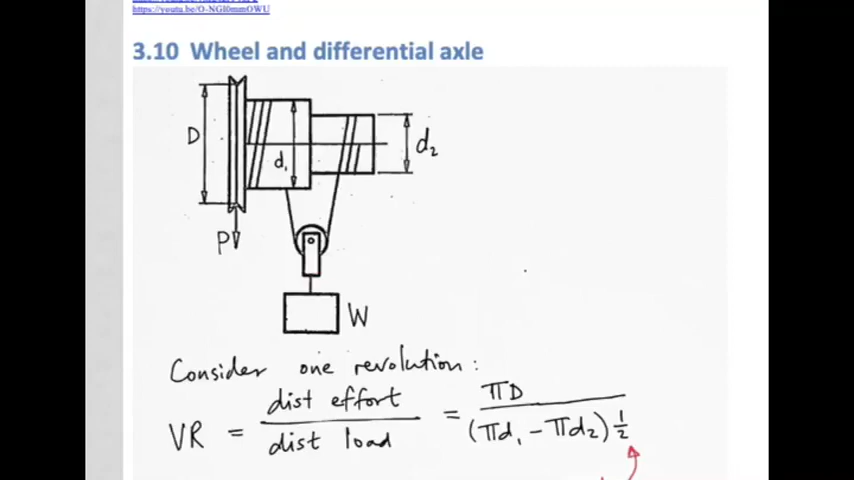 https://youtu.be/O-NGl0mmOWU
3.10 Wheel and differential axle
D
d₁
d₂
P
W
Consider one revolution:
VR = dist effort / dist load = πD / (πd₁ - πd₂) ½